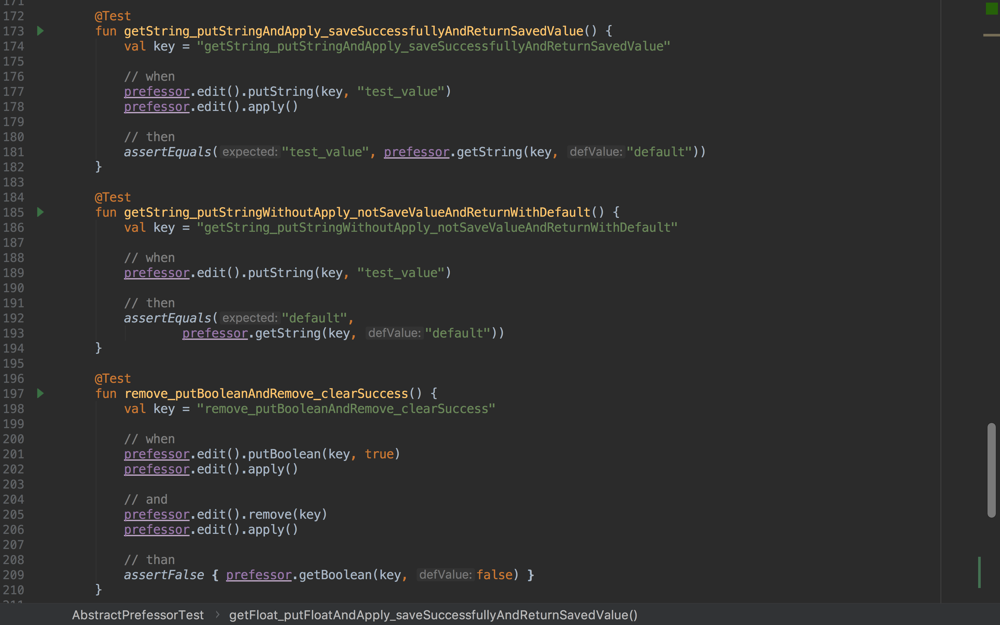 171
172 @Test
173 fun getString_putStringAndApply_saveSuccessfullyAndReturnSavedValue() {
174 val key = "getString_putStringAndApply_saveSuccessfullyAndReturnSavedValue"
175
176 // when
177 prefessor.edit().putString(key, "test_value")
178 prefessor.edit().apply()
179
180 // then
181 assertEquals( expected: "test_value", prefessor.getString(key, defValue: "default"))
182 }
183
184 @Test
185 fun getString_putStringWithoutApply_notSaveValueAndReturnWithDefault() {
186 val key = "getString_putStringWithoutApply_notSaveValueAndReturnWithDefault"
187
188 // when
189 prefessor.edit().putString(key, "test_value")
190
191 // then
192 assertEquals( expected: "default",
193 prefessor.getString(key, defValue: "default"))
194 }
195
196 @Test
197 fun remove_putBooleanAndRemove_clearSuccess() {
198 val key = "remove_putBooleanAndRemove_clearSuccess"
199
200 // when
201 prefessor.edit().putBoolean(key, true)
202 prefessor.edit().apply()
203
204 // and
205 prefessor.edit().remove(key)
206 prefessor.edit().apply()
207
208 // than
209 assertFalse { prefessor.getBoolean(key, defValue: false) }
210 }
211
AbstractPrefessorTest › getFloat_putFloatAndApply_saveSuccessfullyAndReturnSavedValue()